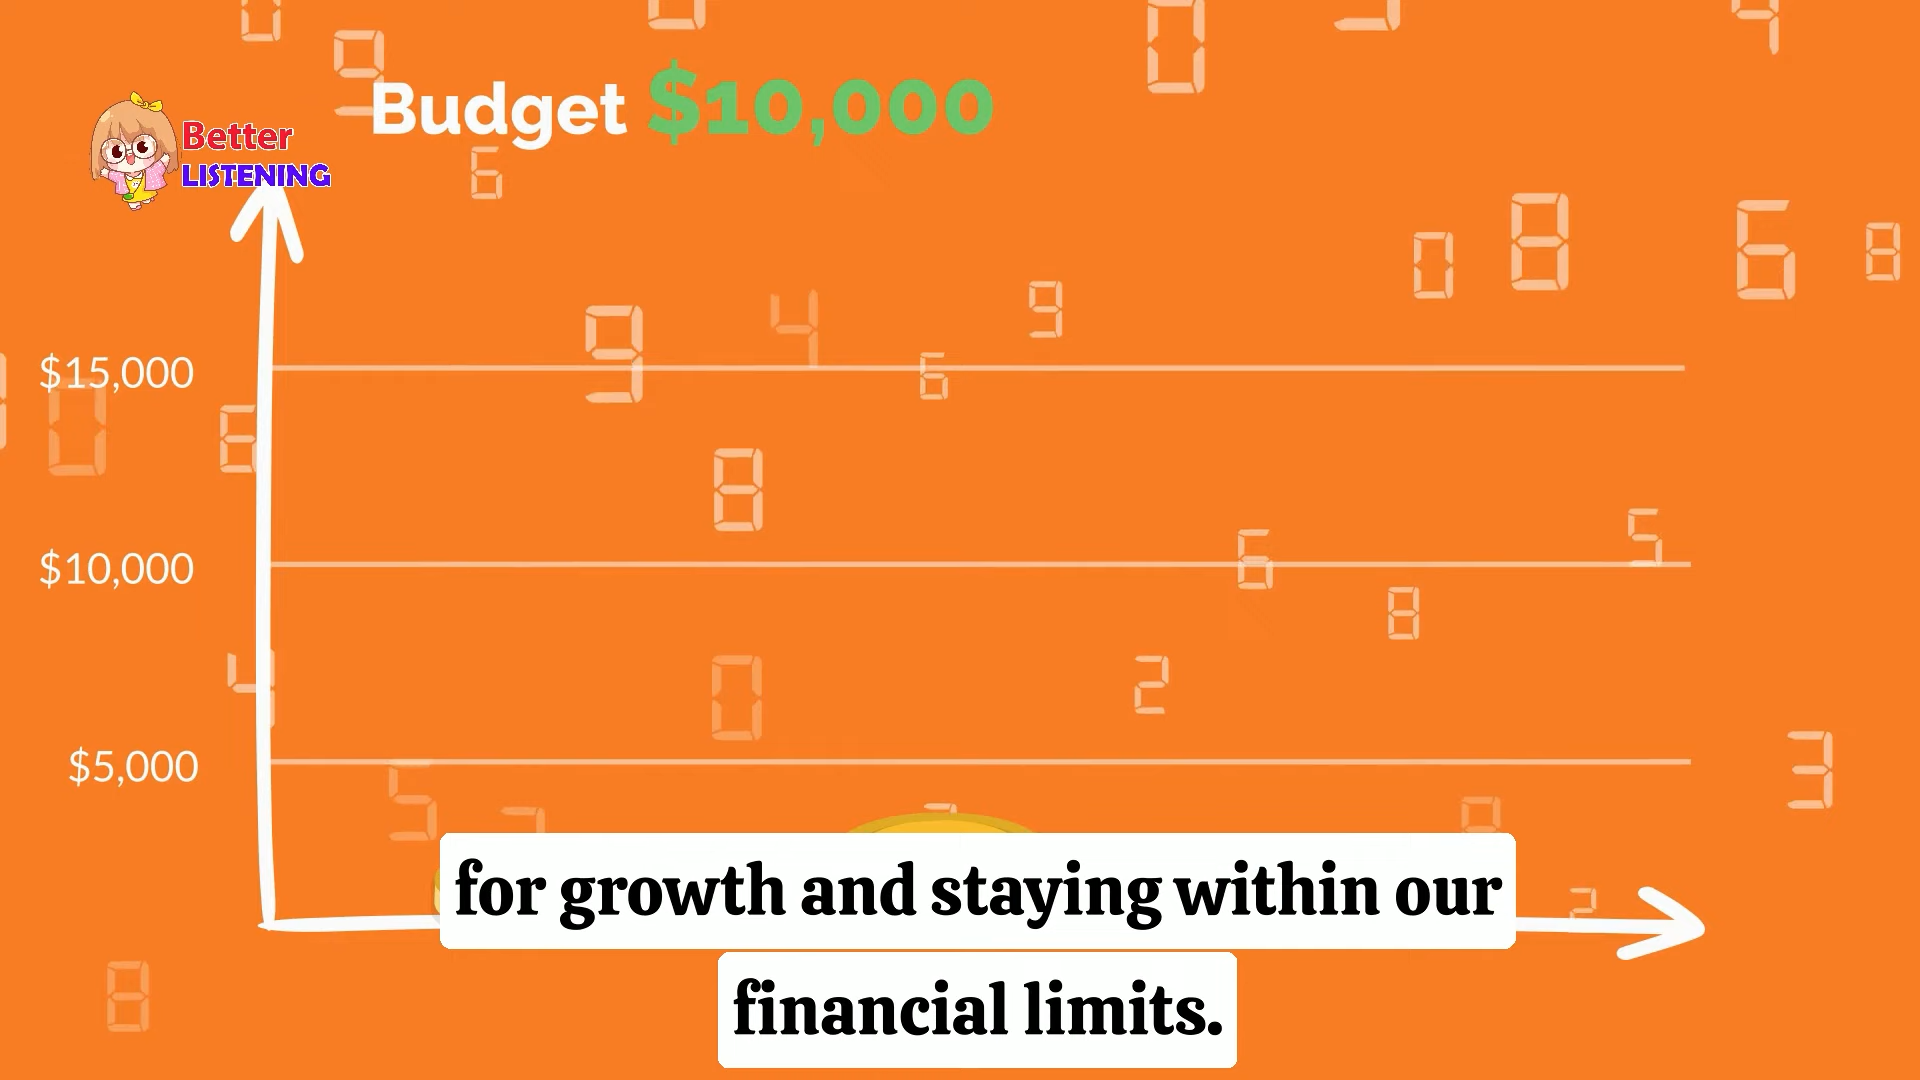 Budget $10,000
Better
LISTENING
$15,000
$10,000
$5,000
for growth and staying within our
financial limits.